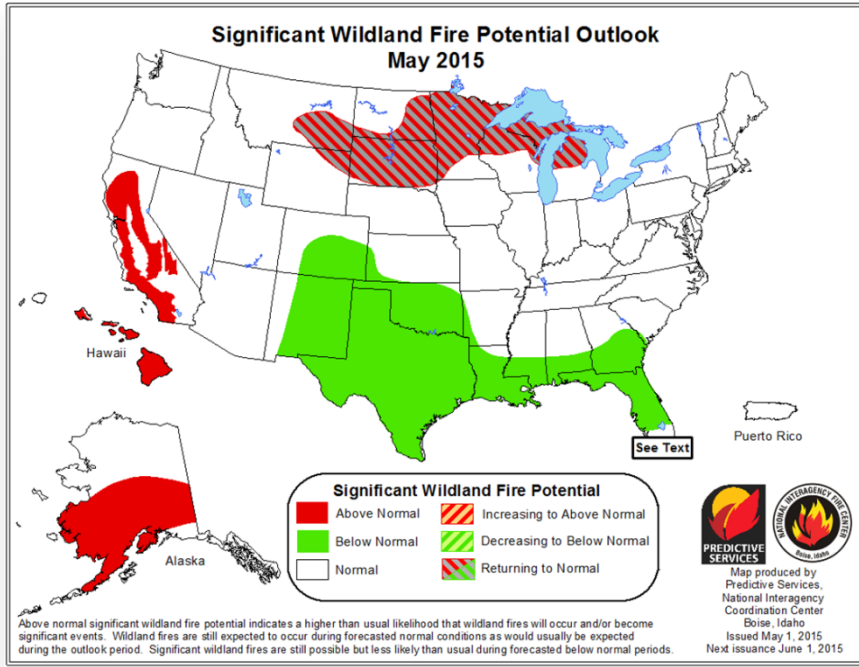 Significant Wildland Fire Potential Outlook
May 2015
Hawaii
Puerto Rico
See Text
Alaska
Significant Wildland Fire Potential
Above Normal
Increasing to Above Normal
Below Normal
Decreasing to Below Normal
Normal
Returning to Normal
PREDICTIVE
SERVICES
NATIONAL INTERAGENCY FIRE CENTER
Boise, Idaho
Map produced by
Predictive Services,
National Interagency
Coordination Center
Boise, Idaho
Issued May 1, 2015
Next issuance June 1, 2015
Above normal significant wildland fire potential indicates a higher than usual likelihood that wildland fires will occur and/or become
significant events. Wildland fires are still expected to occur during forecasted normal conditions as would usually be expected
during the outlook period. Significant wildland fires are still possible but less likely than usual during forecasted below normal periods.